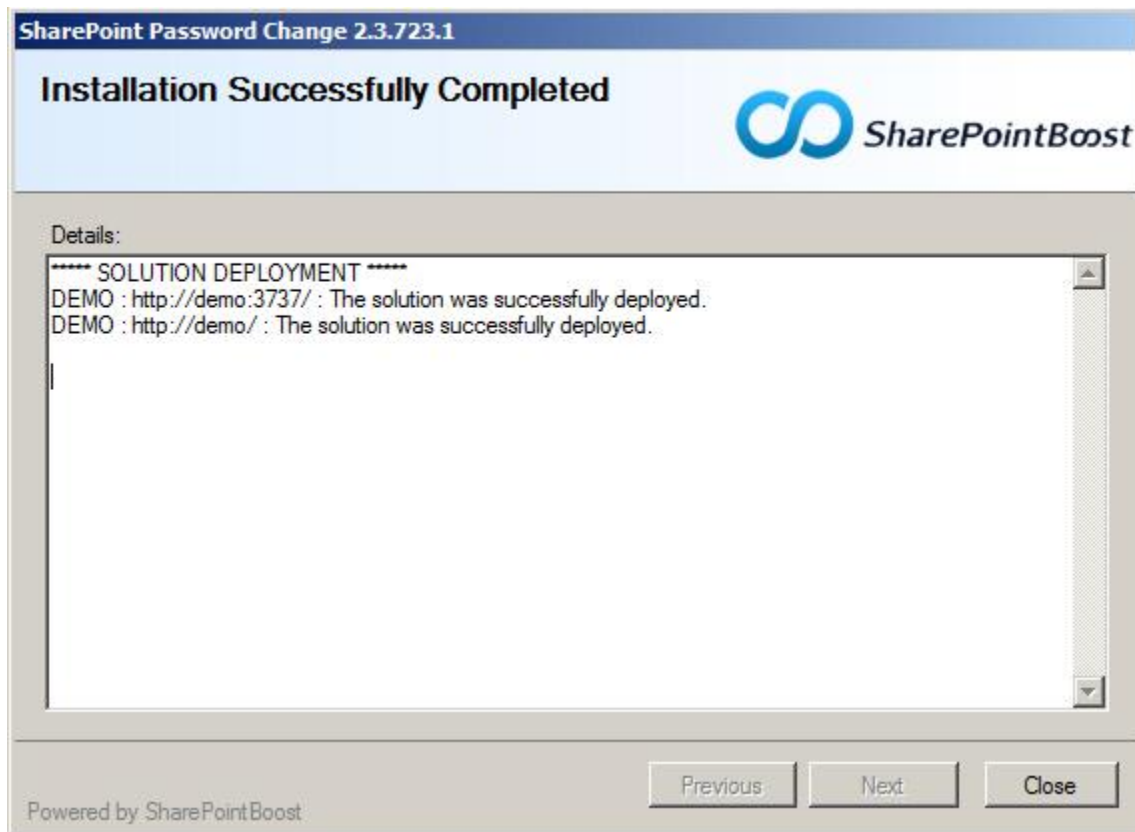 SharePoint Password Change 2.3.723.1
Installation Successfully Completed
SharePointBoost
Details:
***** SOLUTION DEPLOYMENT *****
DEMO : http://demo:3737/ : The solution was successfully deployed.
DEMO : http://demo/ : The solution was successfully deployed.
Previous Next Close
Powered by SharePointBoost